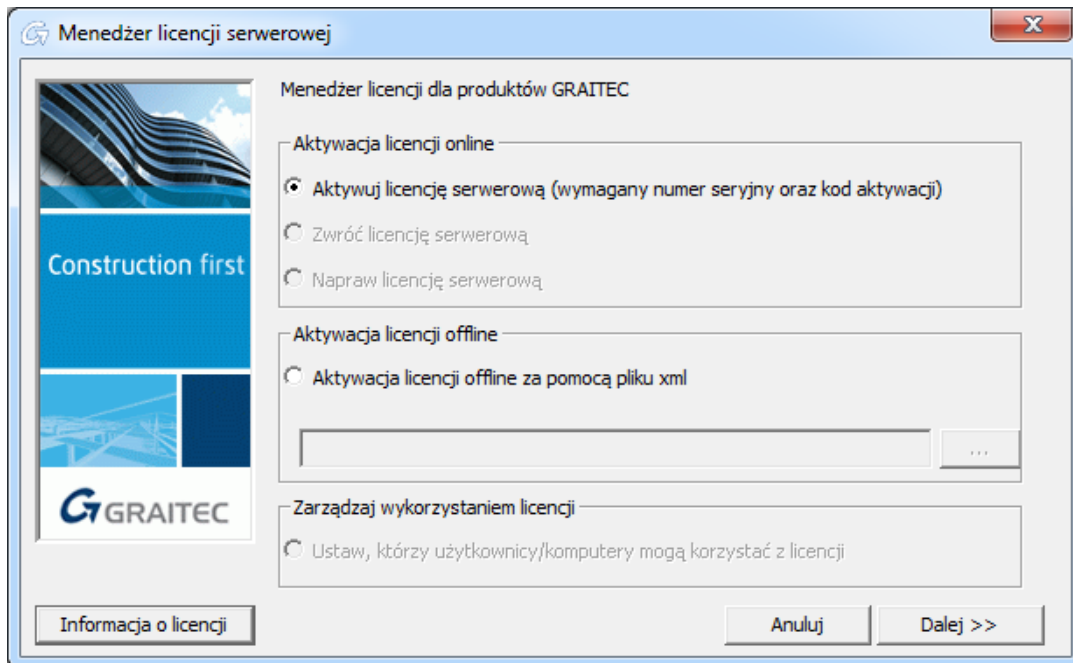 Menedżer licencji serwerowej
Menedżer licencji dla produktów GRAITEC
Aktywacja licencji online
Aktywuj licencję serwerową (wymagany numer seryjny oraz kod aktywacji)
Zwróć licencję serwerową
Napraw licencję serwerową
Construction first
Aktywacja licencji offline
Aktywacja licencji offline za pomocą pliku xml
...
GRAITEC
Zarządzaj wykorzystaniem licencji
Ustaw, którzy użytkownicy/komputery mogą korzystać z licencji
Informacja o licencji
Anuluj
Dalej >>